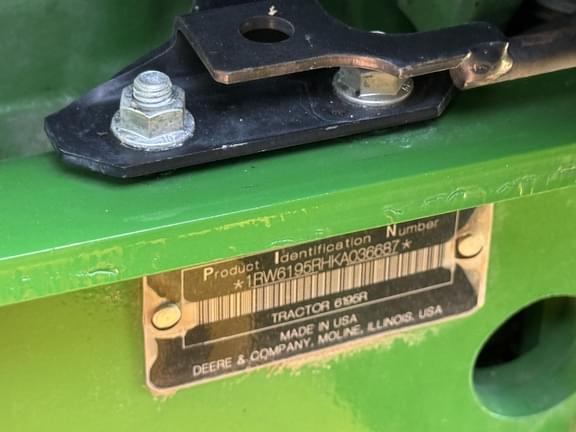 Product Identification Number
*1RW6195RHKA036687*
TRACTOR 6195R
MADE IN USA
DEERE & COMPANY, MOLINE, ILLINOIS, USA